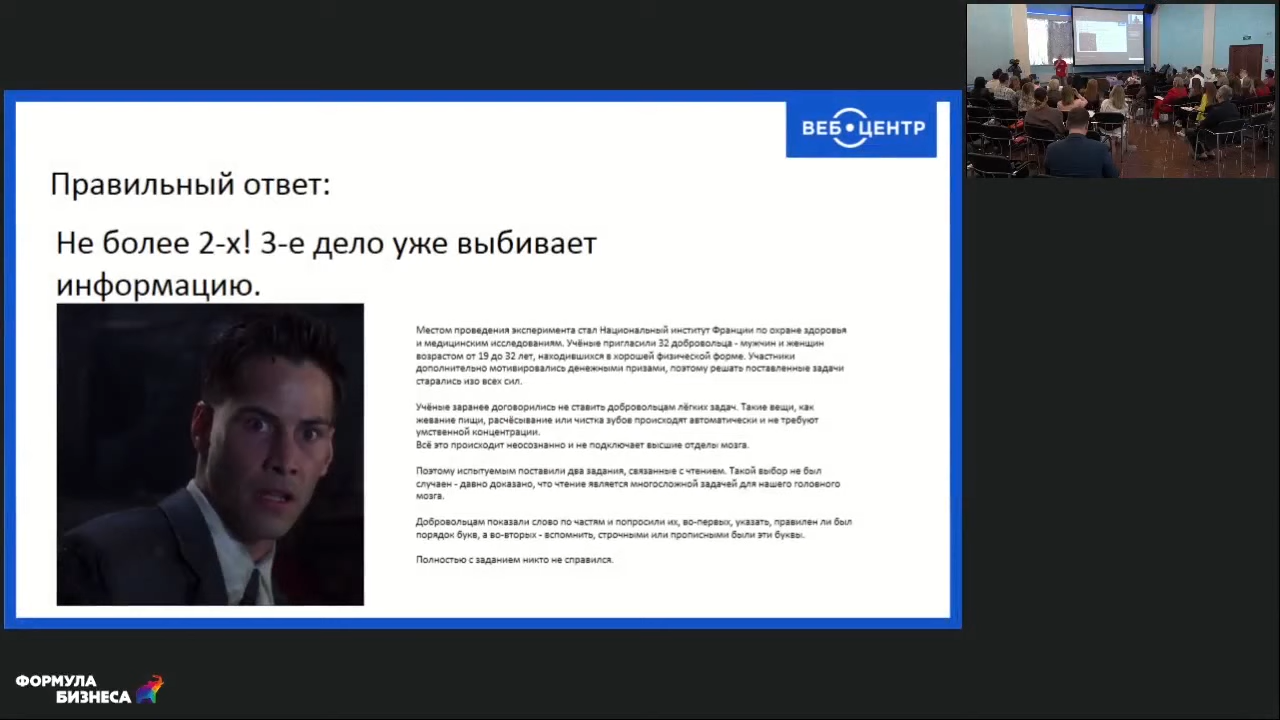 ВЕБ ЦЕНТР
Правильный ответ:
Не более 2-х! 3-е дело уже выбивает
информацию.
Местом проведения эксперимента стал Национальный институт Франции по охране здоровья
и медицинским исследованиям. Учёные пригласили 32 добровольца - мужчин и женщин
возрастом от 19 до 32 лет, находившихся в хорошей физической форме. Участники
дополнительно мотивировались денежными призами, поэтому решать поставленные задачи
старались изо всех сил.
Учёные заранее договорились не ставить добровольцам лёгких задач. Такие вещи, как
жевание пищи, расчёсывание или чистка зубов происходят автоматически и не требуют
умственной концентрации.
Всё это происходит неосознанно и не подключает высшие отделы мозга.
Поэтому испытуемым поставили два задания, связанные с чтением. Такой выбор не был
случаен - давно доказано, что чтение является многосложной задачей для нашего головного
мозга.
Добровольцам показали слово по частям и попросили их, во-первых, указать, правилен ли был
порядок букв, а во-вторых - вспомнить, строчными или прописными были эти буквы.
Полностью с заданием никто не справился.
ФОРМУЛА
БИЗНЕСА